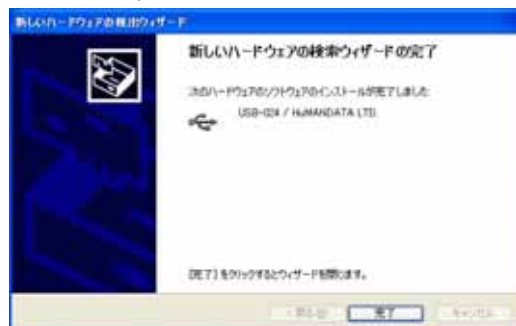 新しいハードウェアの検出ウィザード
新しいハードウェアの検索ウィザードの完了
次のハードウェアのソフトウェアのインストールが完了しました
USB-024 / HuMANDATA LTD.
[完了] をクリックするとウィザードを閉じます。
< 戻る(B)
完了
キャンセル